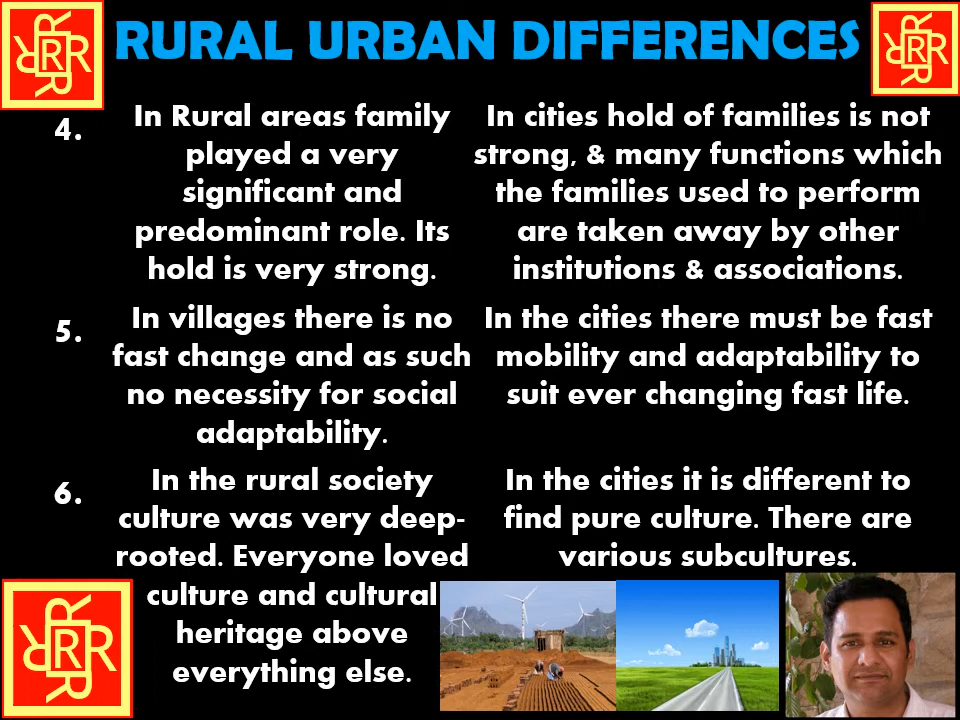 RURAL URBAN DIFFERENCES
RRRRR
RRRRR
4.
In Rural areas family
played a very
significant and
predominant role. Its
hold is very strong.
In cities hold of families is not
strong, & many functions which
the families used to perform
are taken away by other
institutions & associations.
5.
In villages there is no
fast change and as such
no necessity for social
adaptability.
In the cities there must be fast
mobility and adaptability to
suit ever changing fast life.
6.
In the rural society
culture was very deep-
rooted. Everyone loved
culture and cultural
heritage above
everything else.
In the cities it is different to
find pure culture. There are
various subcultures.
RRRRR